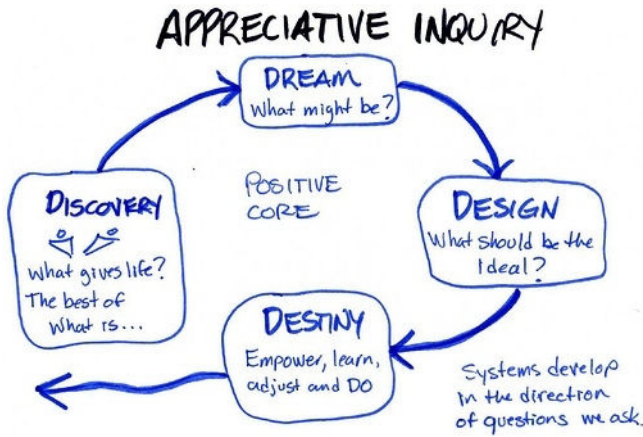 APPRECIATIVE INQUIRY
DREAM
What might be?
POSITIVE
CORE
DISCOVERY
What gives life?
The best of
what is...
DESIGN
What should be the
Ideal?
DESTINY
Empower, learn,
adjust and DO
Systems develop
in the direction
of questions we ask.